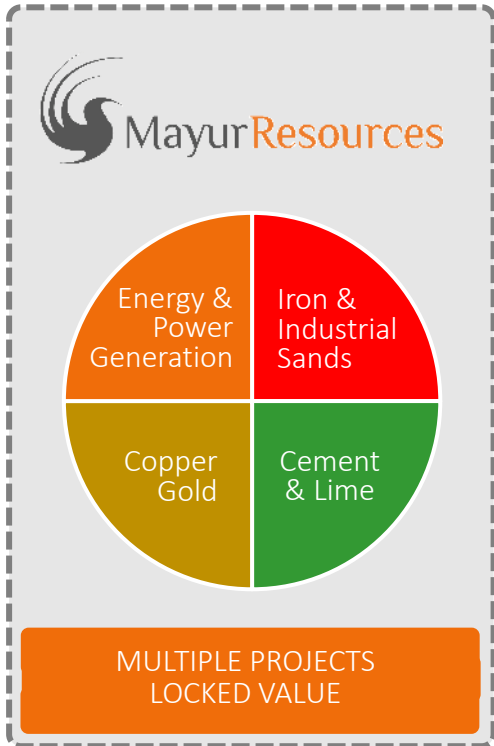 MayurResources
Energy &
Power
Generation
Iron &
Industrial
Sands
Copper
Gold
Cement
& Lime
MULTIPLE PROJECTS
LOCKED VALUE